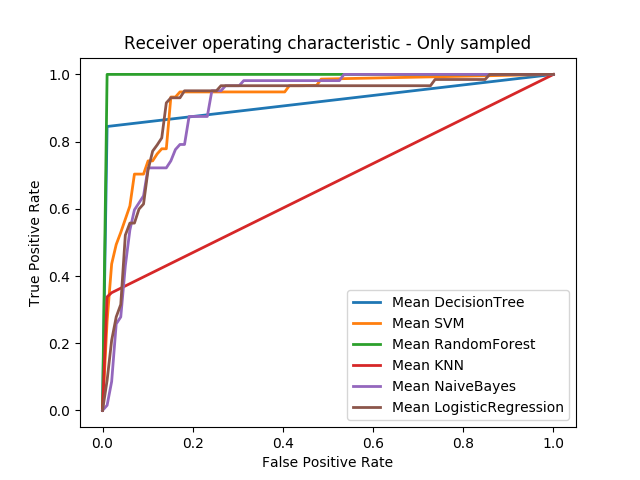 Receiver operating characteristic - Only sampled
1.0
0.8
0.6
0.4
0.2
0.0
True Positive Rate
Mean DecisionTree
Mean SVM
Mean RandomForest
Mean KNN
Mean NaiveBayes
Mean LogisticRegression
0.0 0.2 0.4 0.6 0.8 1.0
False Positive Rate